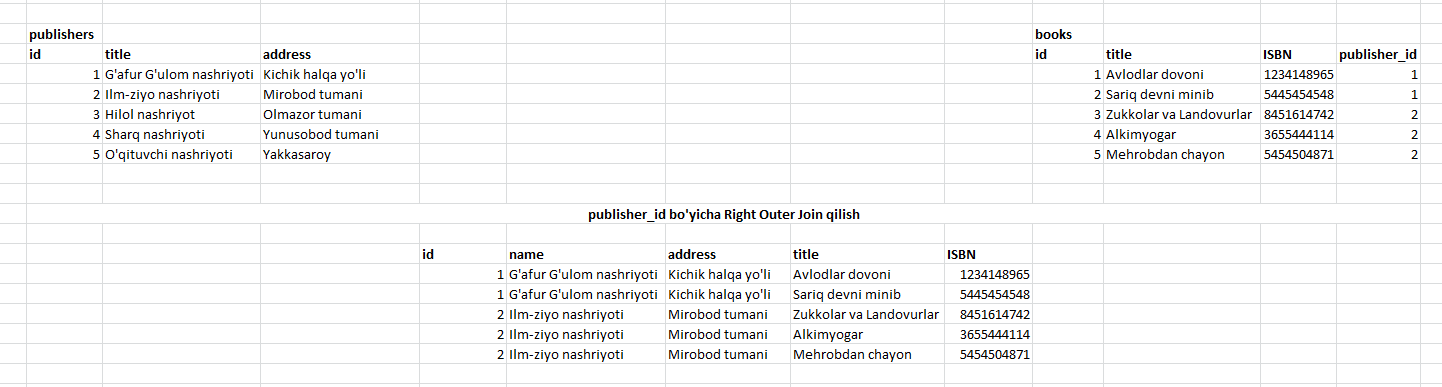 publishers
id title address
1 G'afur G'ulom nashriyoti Kichik halqa yo'li
2 Ilm-ziyo nashriyoti Mirobod tumani
3 Hilol nashriyot Olmazor tumani
4 Sharq nashriyoti Yunusobod tumani
5 O'qituvchi nashriyoti Yakkasaroy
books
id title ISBN publisher_id
1 Avlodlar dovoni 1234148965 1
2 Sariq devni minib 5445454548 1
3 Zukkolar va Landovurlar 8451614742 2
4 Alkimyogar 3655444114 2
5 Mehrobdan chayon 5454504871 2
publisher_id bo'yicha Right Outer Join qilish
id name address title ISBN
1 G'afur G'ulom nashriyoti Kichik halqa yo'li Avlodlar dovoni 1234148965
1 G'afur G'ulom nashriyoti Kichik halqa yo'li Sariq devni minib 5445454548
2 Ilm-ziyo nashriyoti Mirobod tumani Zukkolar va Landovurlar 8451614742
2 Ilm-ziyo nashriyoti Mirobod tumani Alkimyogar 3655444114
2 Ilm-ziyo nashriyoti Mirobod tumani Mehrobdan chayon 5454504871